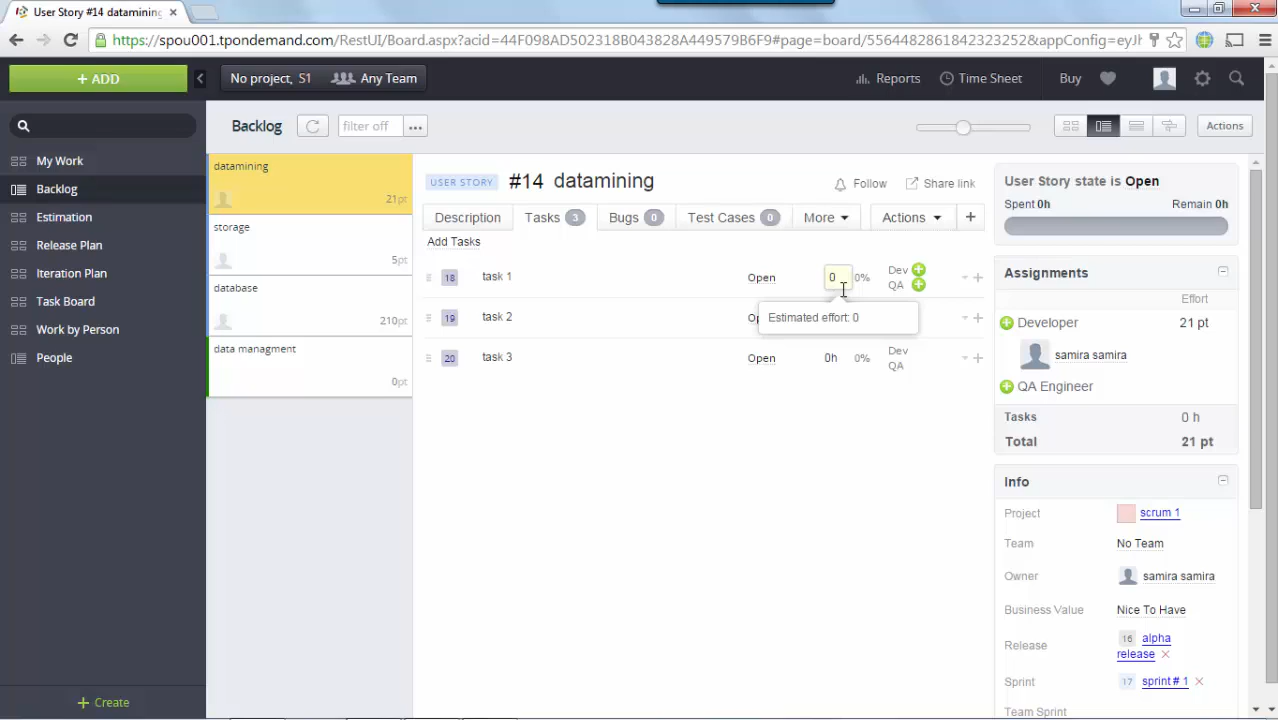 User Story #14 datamining
https://spou001.tpondemand.com/RestUI/Board.aspx?acid=44F098AD502318B043828A449579B6F9#page=board/5564482861842323252&appConfig=eyJh
+ ADD
No project, S1
Any Team
Reports
Time Sheet
Buy
Backlog
filter off
...
Actions
My Work
Backlog
Estimation
Release Plan
Iteration Plan
Task Board
Work by Person
People
+ Create
datamining
21pt
storage
5pt
database
210pt
data managment
0pt
USER STORY #14 datamining
Follow
Share link
Description
Tasks 3
Bugs 0
Test Cases 0
More
Actions
+
Add Tasks
18 task 1 Open 0 0% Dev
QA
19 task 2
Estimated effort: 0
20 task 3 Open 0h 0% Dev
QA
User Story state is Open
Spent 0h Remain 0h
Assignments
Effort
Developer 21 pt
samira samira
QA Engineer
Tasks 0 h
Total 21 pt
Info
Project scrum 1
Team No Team
Owner samira samira
Business Value Nice To Have
Release 16 alpha
release
Sprint 17 sprint # 1
Team Sprint